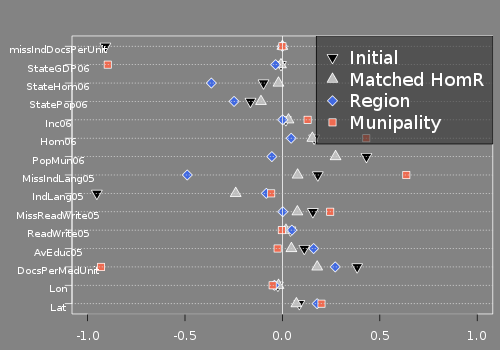 missIndDocsPerUnit
StateGDP06
StateHom06
StatePop06
Inc06
Hom06
PopMun06
MissIndLang05
IndLang05
MissReadWrite05
ReadWrite05
AvEduc05
DocsPerMedUnit
Lon
Lat
Initial
Matched HomR
Region
Munipality
-1.0 -0.5 0.0 0.5 1.0